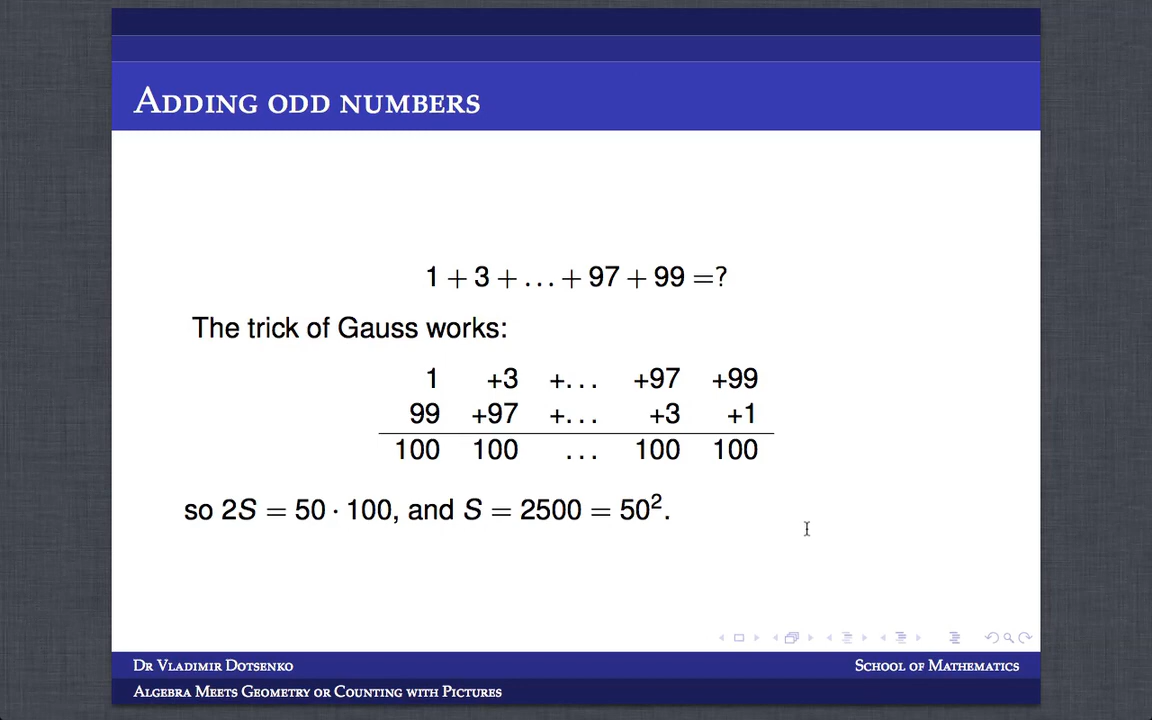 Adding odd numbers
1 + 3 + . . . + 97 + 99 =?
The trick of Gauss works:
1 +3 +. . . +97 +99
99 +97 +. . . +3 +1
100 100 . . . 100 100
so 2S = 50 · 100, and S = 2500 = 50².
Dr Vladimir Dotsenko School of Mathematics
Algebra Meets Geometry or Counting with Pictures